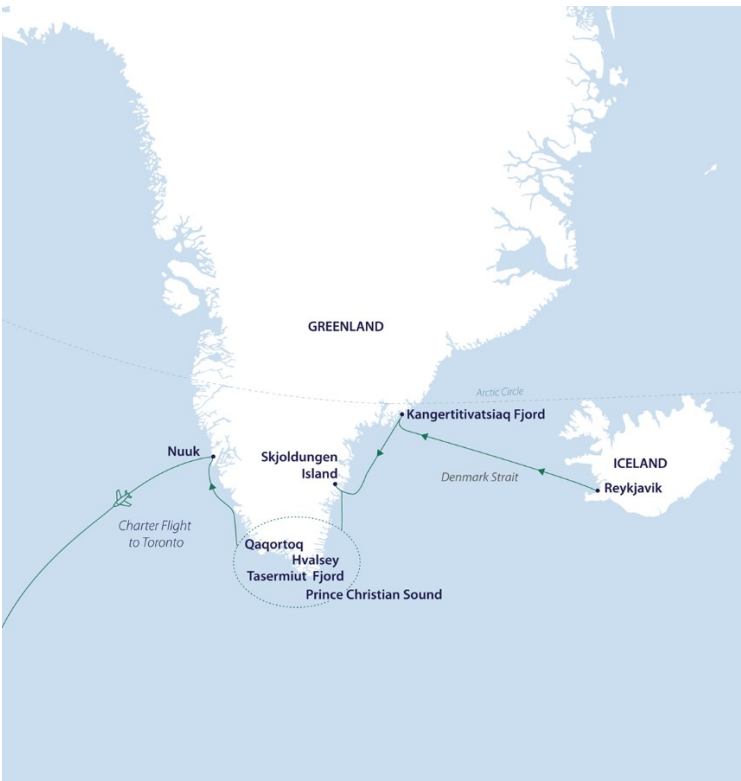 GREENLAND
Arctic Circle
Kangertitivatsiaq Fjord
Nuuk
Skjoldungen
Island
ICELAND
Denmark Strait
Reykjavik
Charter Flight
to Toronto
Qaqortoq
Hvalsey
Tasermiut Fjord
Prince Christian Sound